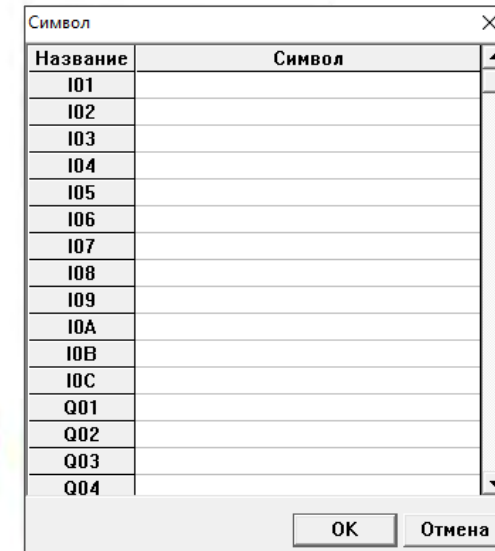 Символ
Название Символ
I01
I02
I03
I04
I05
I06
I07
I08
I09
I0A
I0B
I0C
Q01
Q02
Q03
Q04
OK Отмена